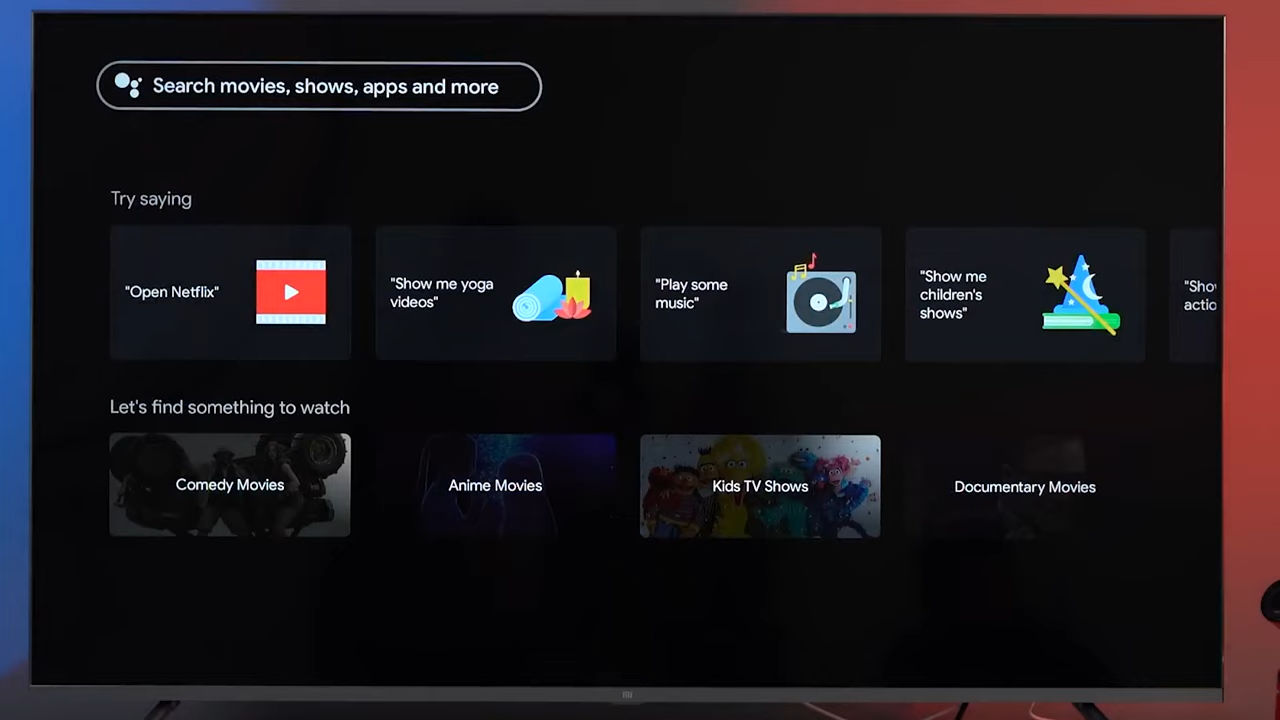 Search movies, shows, apps and more
Try saying
"Open Netflix"
"Show me yoga
videos"
"Play some
music"
"Show me
children's
shows"
Let's find something to watch
Comedy Movies
Anime Movies
Kids TV Shows
Documentary Movies
mi